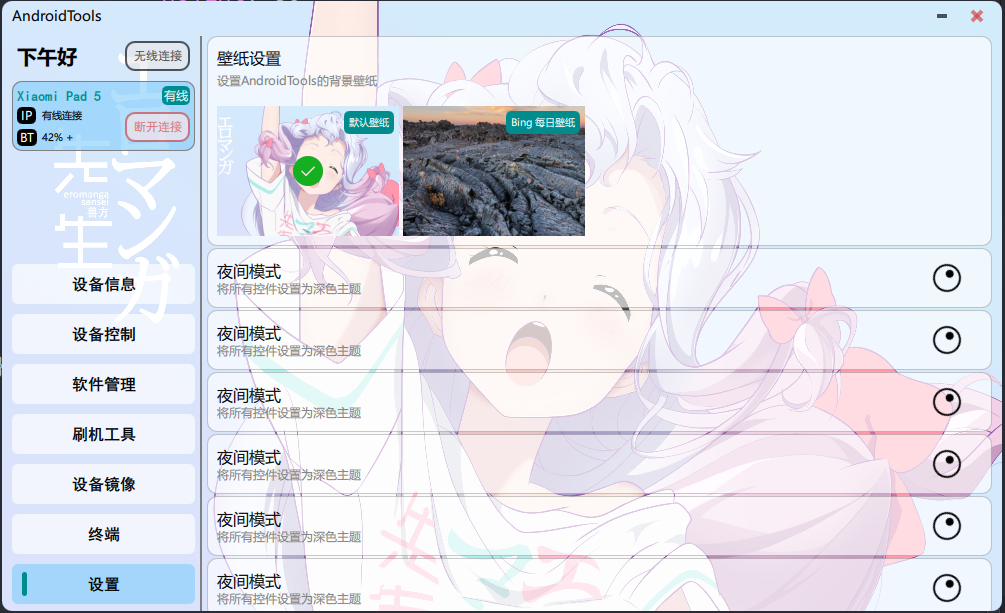 AndroidTools
下午好
无线连接
Xiaomi Pad 5
有线
IP 有线连接
断开连接
BT 42% +
エロマンガ
先生
eromanga
sensei
兽方
设备信息
设备控制
软件管理
刷机工具
设备镜像
终端
设置
壁纸设置
设置AndroidTools的背景壁纸
エロマンガ
默认壁纸
Bing 每日壁纸
夜间模式
将所有控件设置为深色主题
夜间模式
将所有控件设置为深色主题
夜间模式
将所有控件设置为深色主题
夜间模式
将所有控件设置为深色主题
夜间模式
将所有控件设置为深色主题
夜间模式
将所有控件设置为深色主题